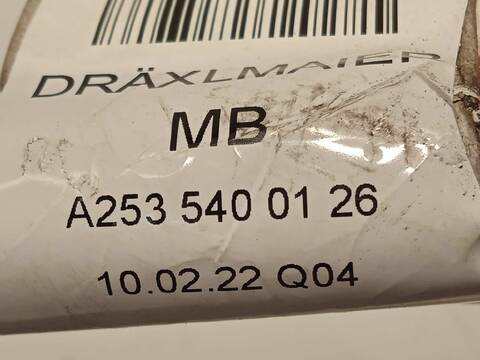 DRÄXLMAIER
MB
A253 540 01 26
10.02.22 Q04